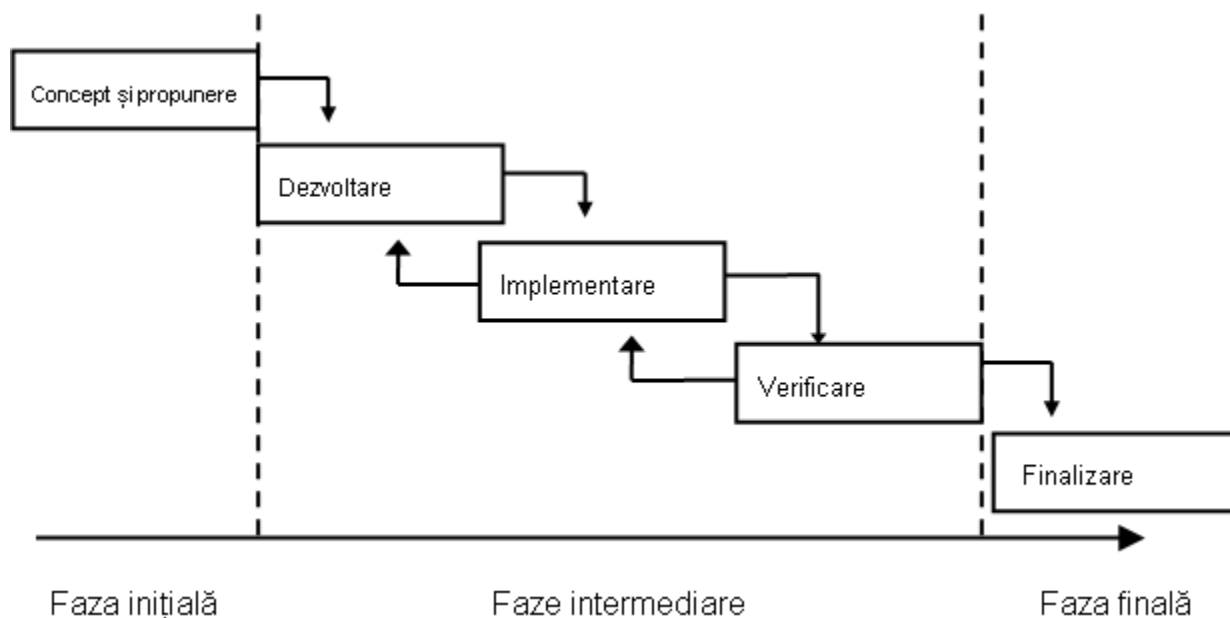 Concept și propunere
Dezvoltare
Implementare
Verificare
Finalizare
Faza inițială
Faze intermediare
Faza finală